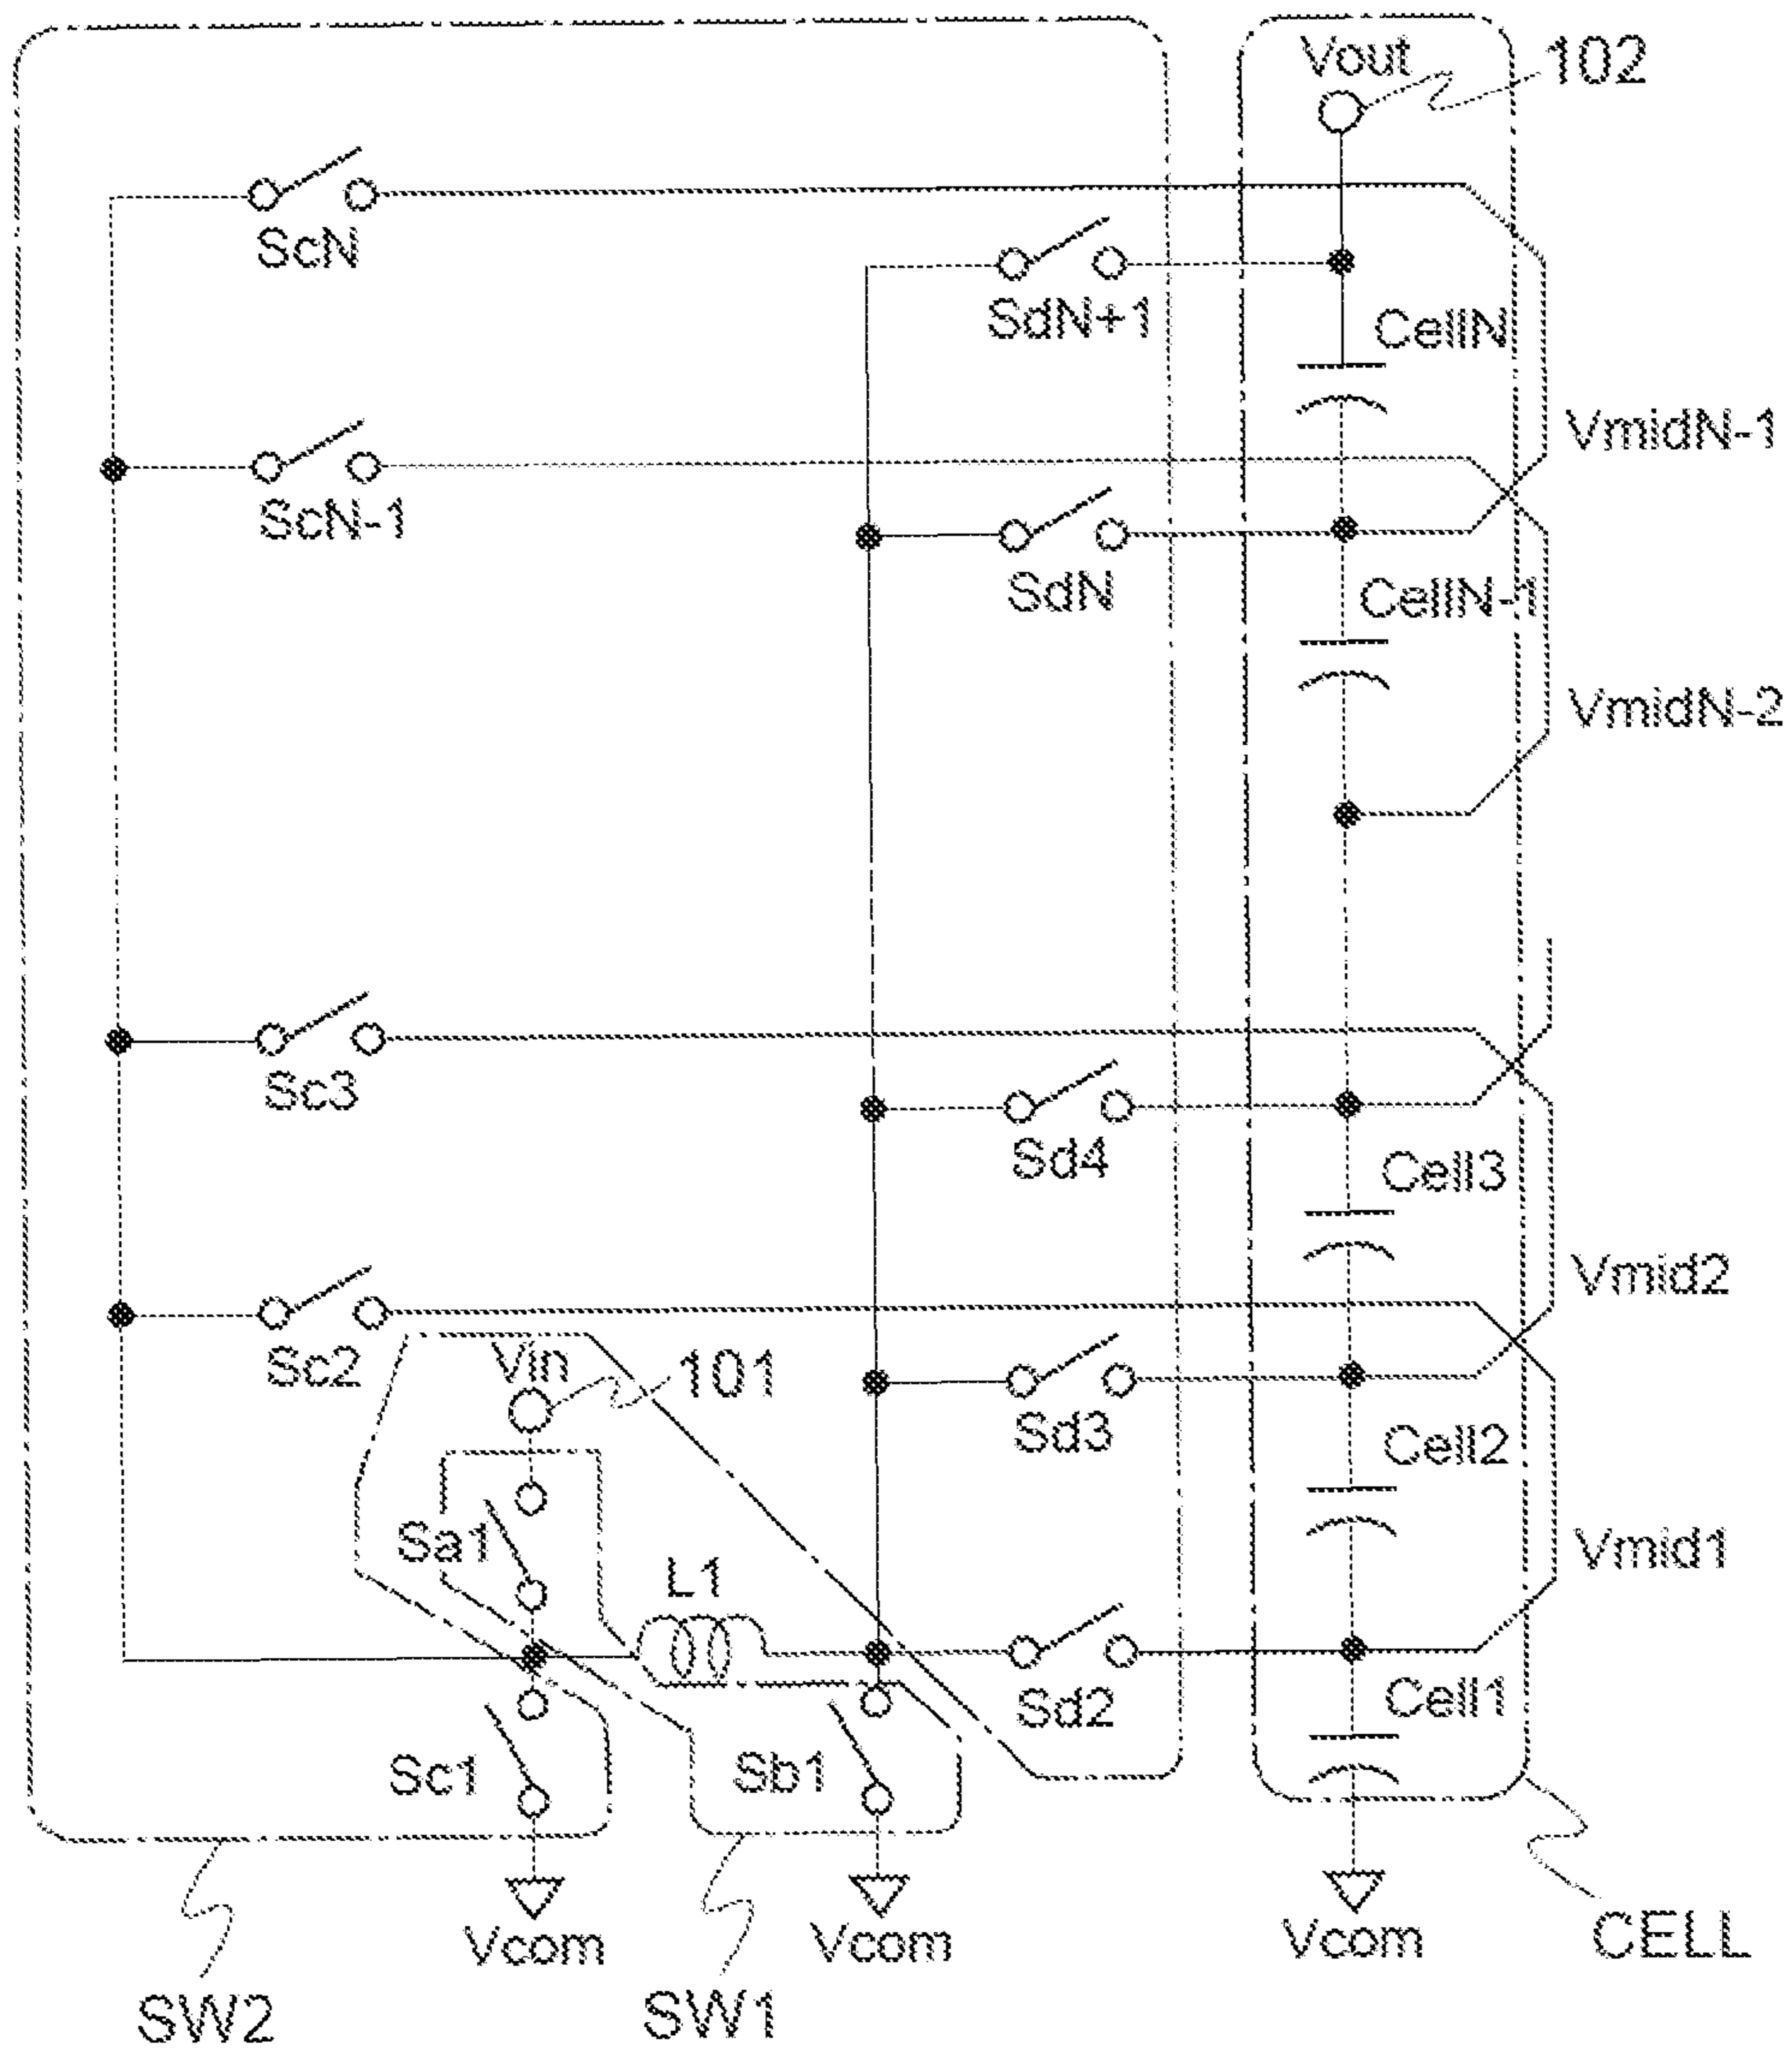 Vout
102
ScN
SdN+1
CellN
VmidN-1
ScN-1
SdN
CellN-1
VmidN-2
Sc3
Sd4
Cell3
Vmid2
Sc2
Vin
101
Sd3
Cell2
Sa1
L1
Vmid1
Sd2
Cell1
Sc1
Sb1
Vcom
Vcom
Vcom
CELL
SW2
SW1